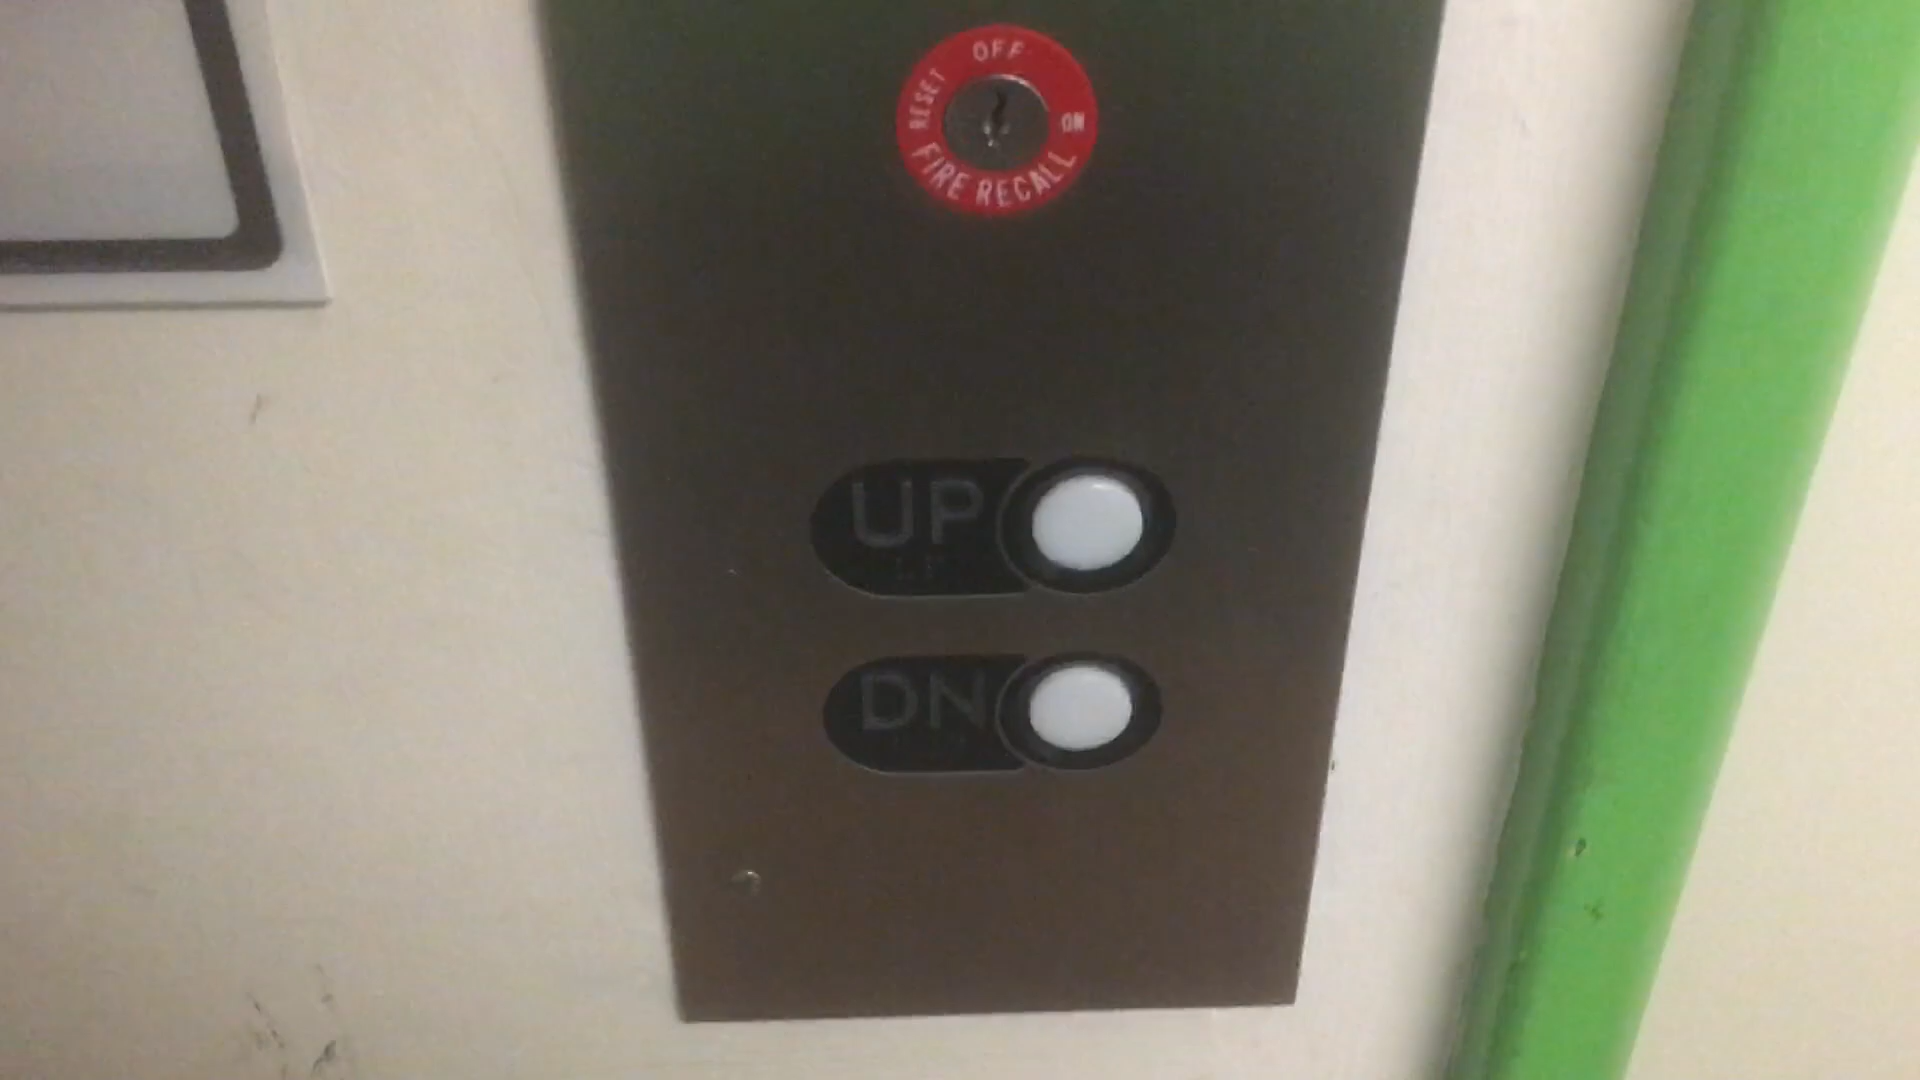 OFF
RESET
ON
FIRE RECALL
UP
DN